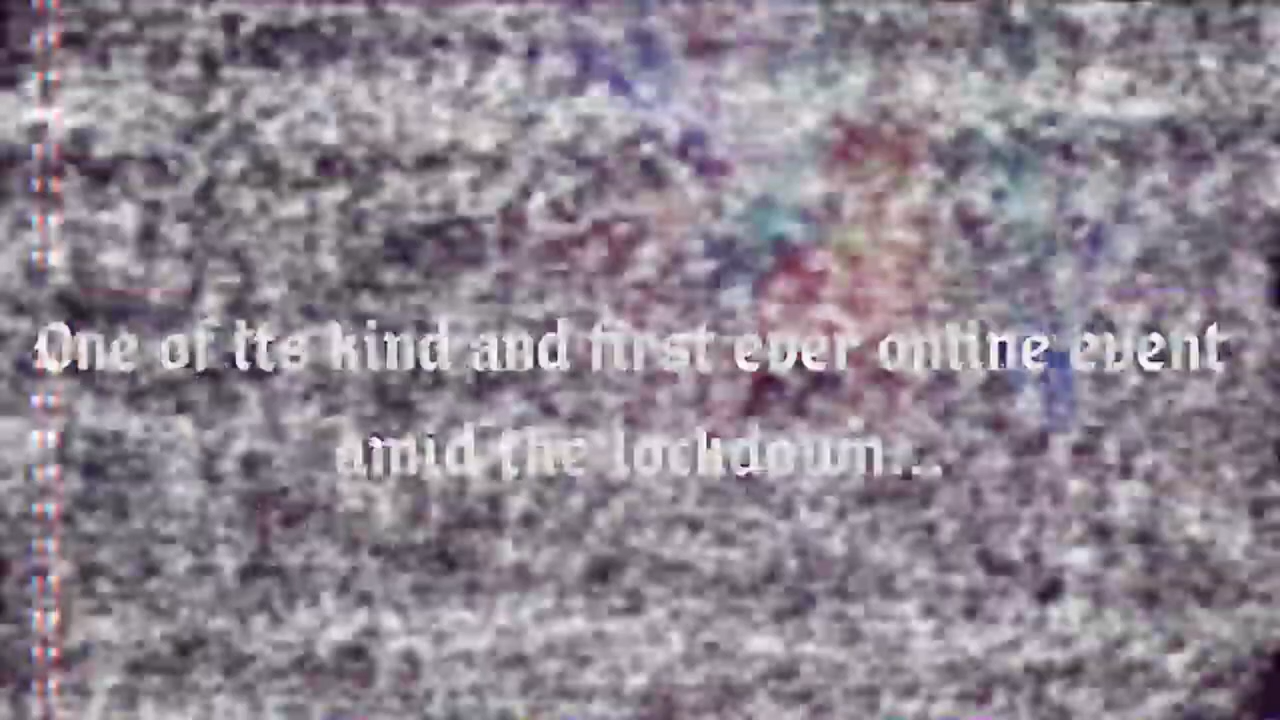 One of its kind and first ever online event
amid the lockdown...